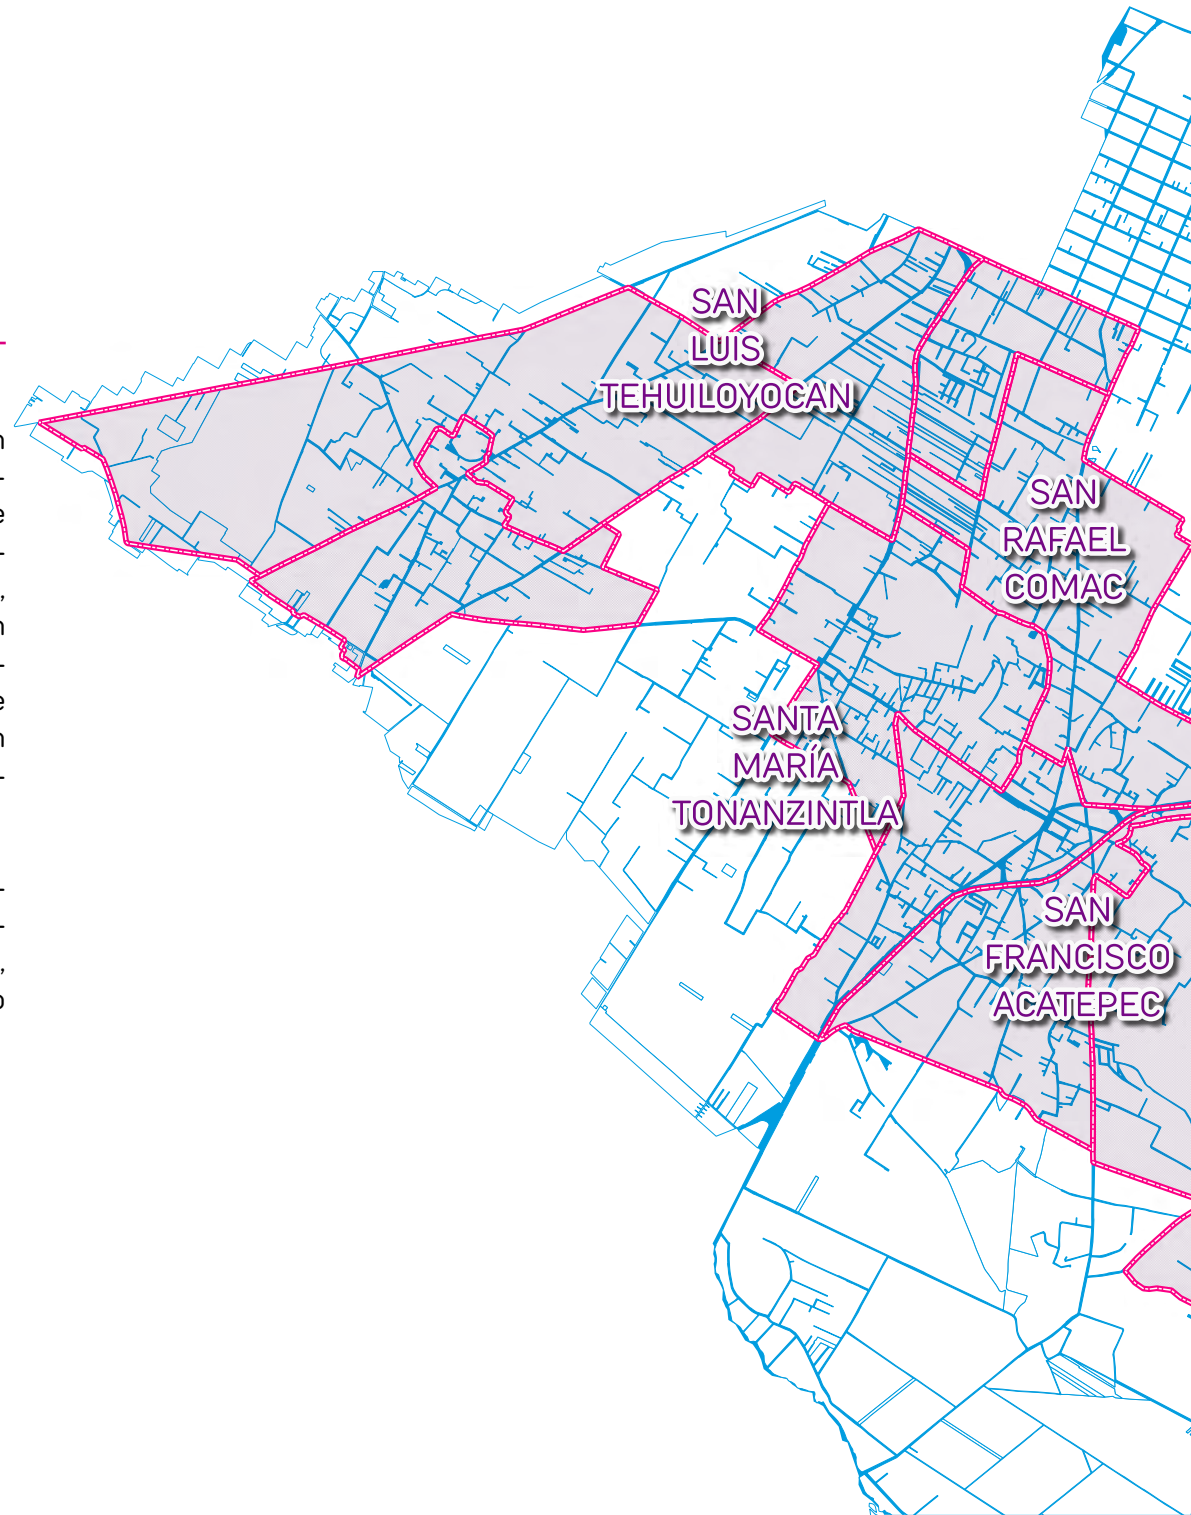 SAN
LUIS
TEHUILOYOCAN
SAN
RAFAEL
COMAC
SANTA
MARÍA
TONANZINTLA
SAN
FRANCISCO
ACATEPEC